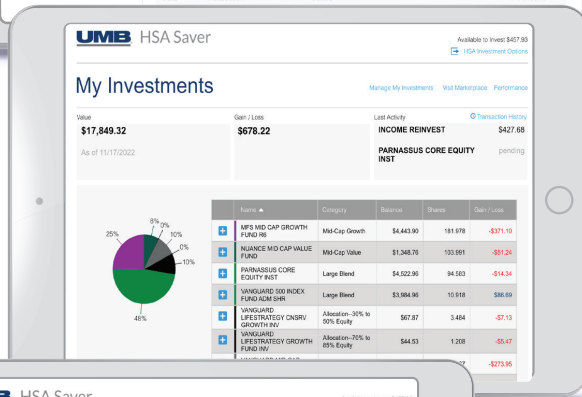 UMB HSA Saver
Available to Invest $457.93
HSA Investment Options
My Investments
Manage My Investments Visit Marketplace Performance
Value
$17,849.32
As of 11/17/2022
Gain / Loss
$678.22
Last Activity Transaction History
INCOME REINVEST $427.68
PARNASSUS CORE EQUITY INST pending
8%
0%
10%
0%
10%
25%
48%
Name Category Balance Shares Gain / Loss
MFS MID CAP GROWTH FUND R6 Mid-Cap Growth $4,443.90 181.978 -$371.10
NUANCE MID CAP VALUE FUND Mid-Cap Value $1,348.76 103.991 -$51.24
PARNASSUS CORE EQUITY INST Large Blend $4,522.96 94.583 -$14.34
VANGUARD 500 INDEX FUND ADM SHR Large Blend $3,984.96 10.918 $86.69
VANGUARD LIFESTRATEGY CNSRV GROWTH INV Allocation--30% to 50% Equity $67.87 3.484 -$7.13
VANGUARD LIFESTRATEGY GROWTH FUND INV Allocation--70% to 85% Equity $44.53 1.208 -$5.47
-$273.95
HSA Saver